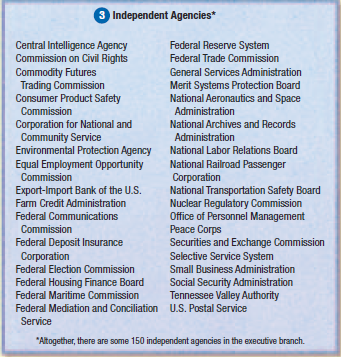 3 Independent Agencies*
Central Intelligence Agency
Commission on Civil Rights
Commodity Futures
Trading Commission
Consumer Product Safety
Commission
Corporation for National and
Community Service
Environmental Protection Agency
Equal Employment Opportunity
Commission
Export-Import Bank of the U.S.
Farm Credit Administration
Federal Communications
Commission
Federal Deposit Insurance
Corporation
Federal Election Commission
Federal Housing Finance Board
Federal Maritime Commission
Federal Mediation and Conciliation
Service
Federal Reserve System
Federal Trade Commission
General Services Administration
Merit Systems Protection Board
National Aeronautics and Space
Administration
National Archives and Records
Administration
National Labor Relations Board
National Railroad Passenger
Corporation
National Transportation Safety Board
Nuclear Regulatory Commission
Office of Personnel Management
Peace Corps
Securities and Exchange Commission
Selective Service System
Small Business Administration
Social Security Administration
Tennessee Valley Authority
U.S. Postal Service
*Altogether, there are some 150 independent agencies in the executive branch.